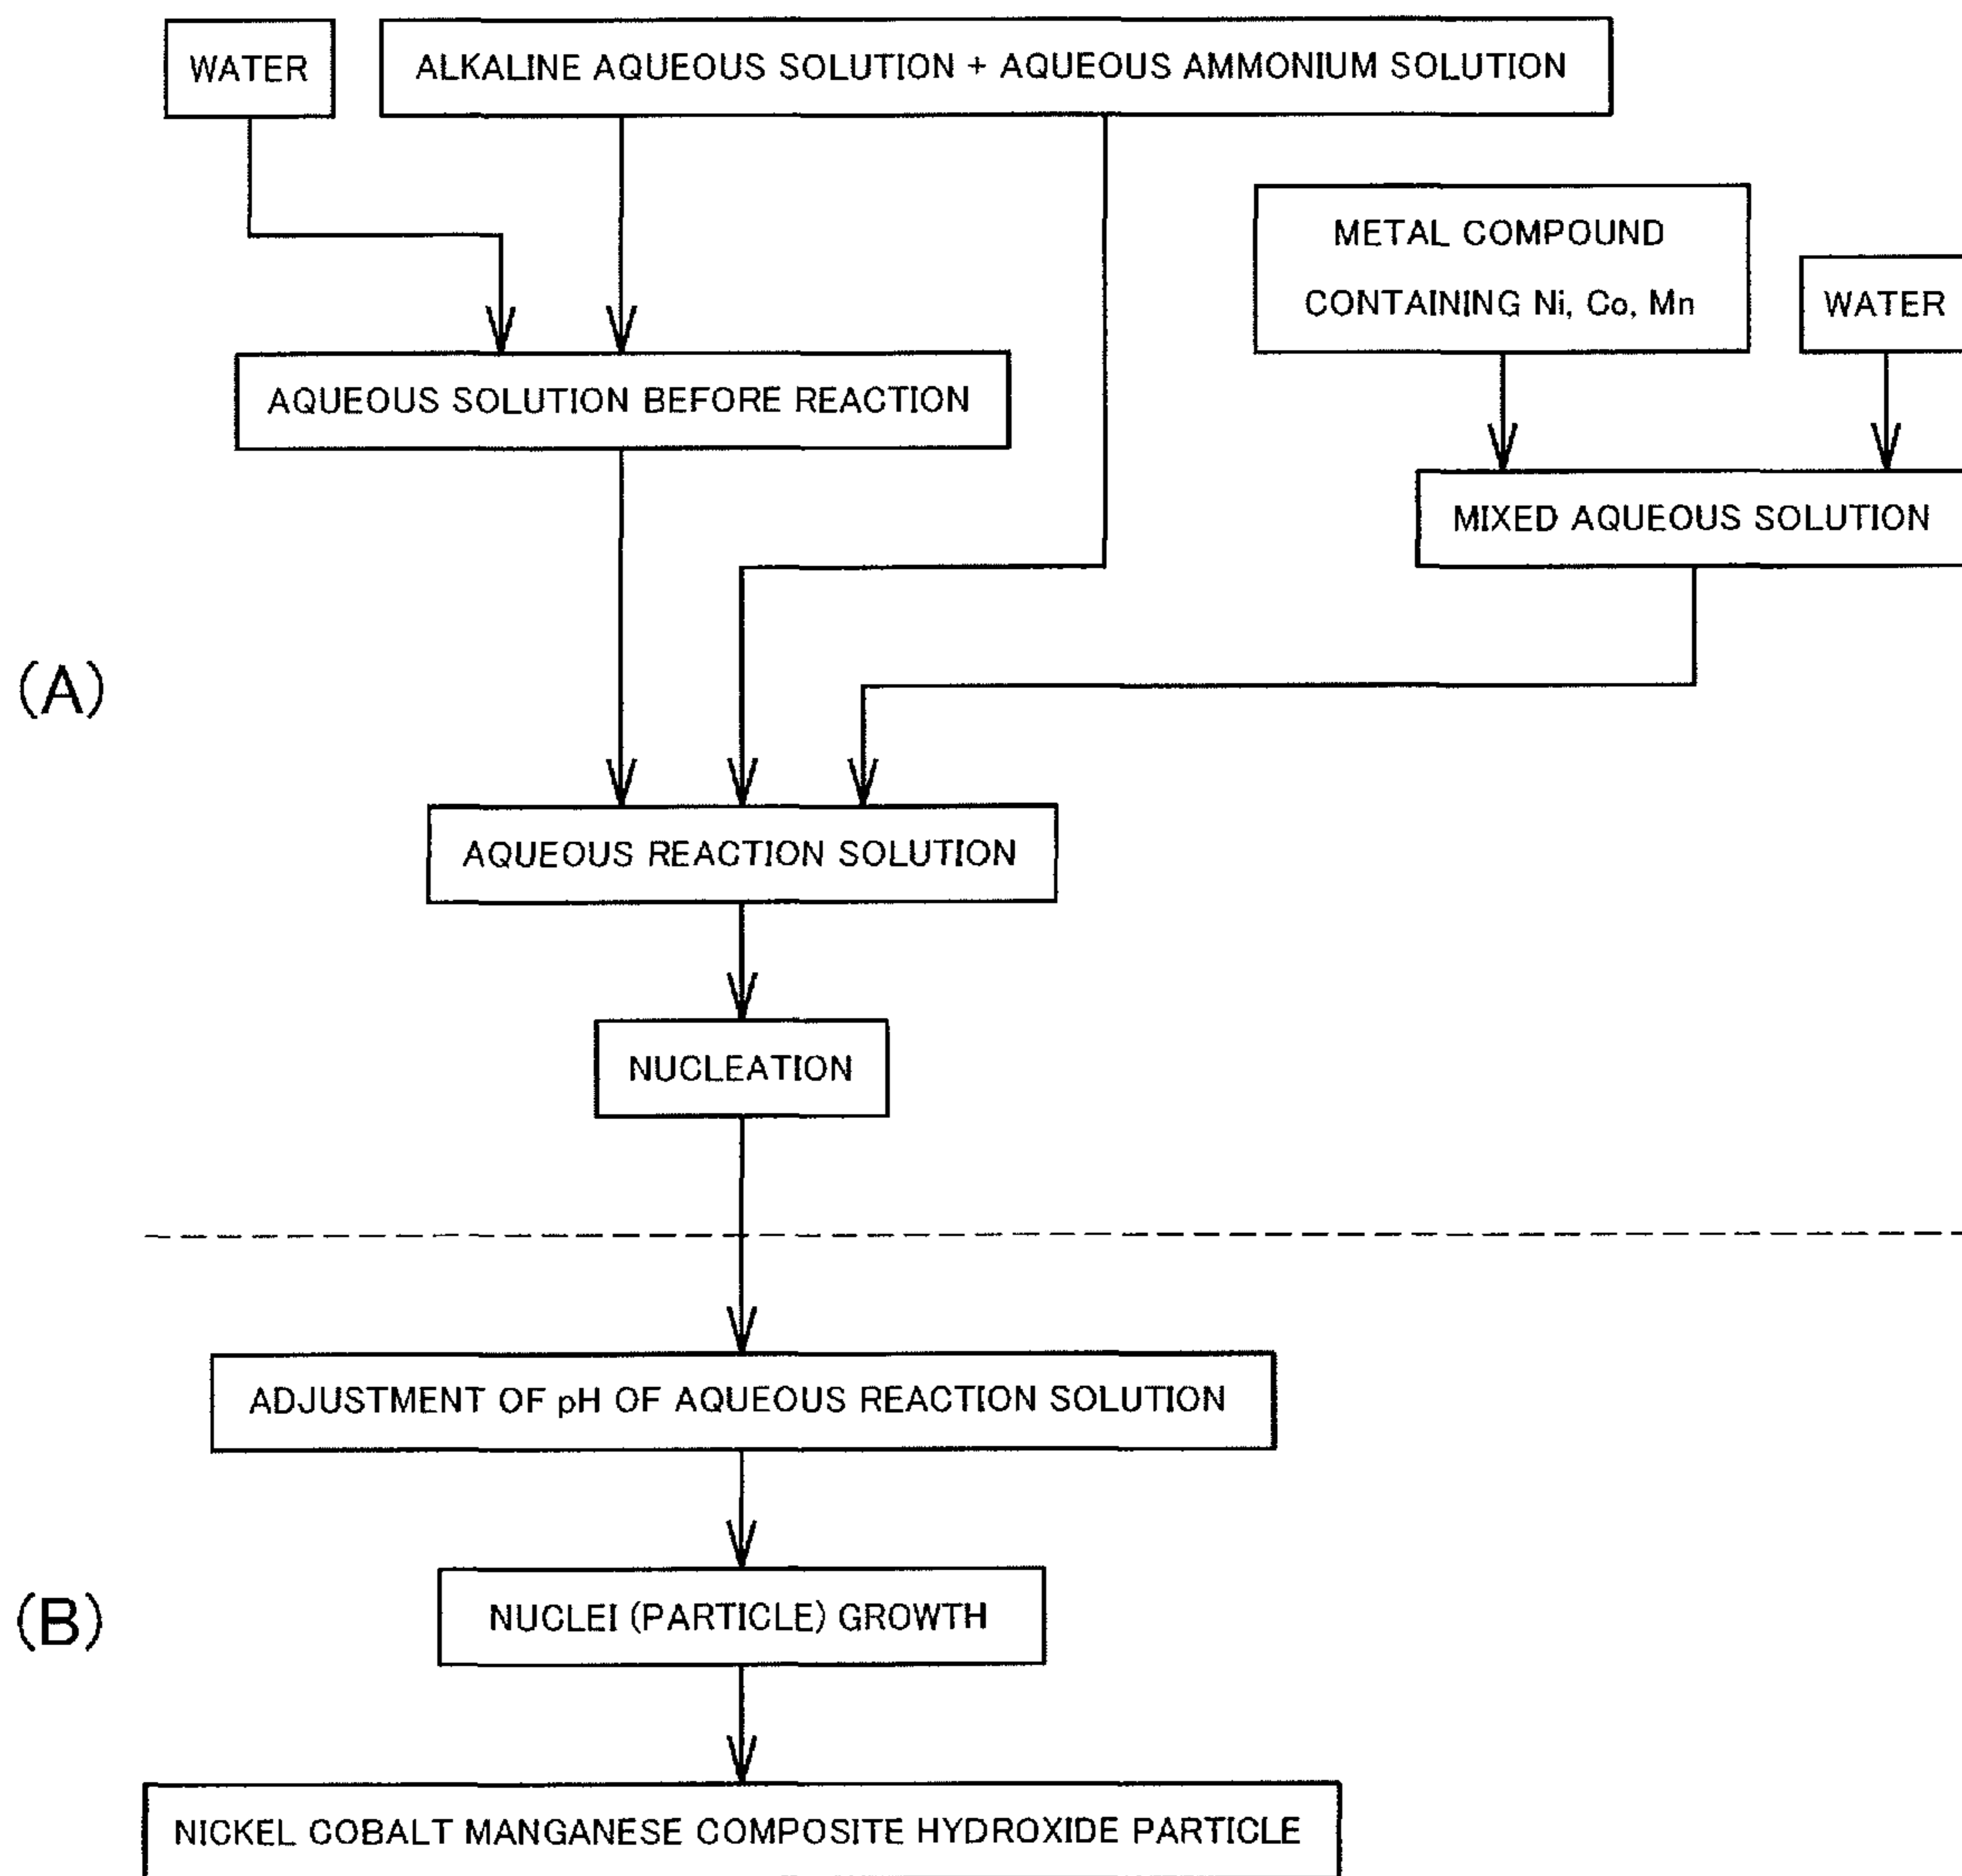 WATER
ALKALINE AQUEOUS SOLUTION + AQUEOUS AMMONIUM SOLUTION
METAL COMPOUND
CONTAINING Ni, Co, Mn
WATER
AQUEOUS SOLUTION BEFORE REACTION
MIXED AQUEOUS SOLUTION
(A)
AQUEOUS REACTION SOLUTION
NUCLEATION
ADJUSTMENT OF pH OF AQUEOUS REACTION SOLUTION
(B)
NUCLEI (PARTICLE) GROWTH
NICKEL COBALT MANGANESE COMPOSITE HYDROXIDE PARTICLE